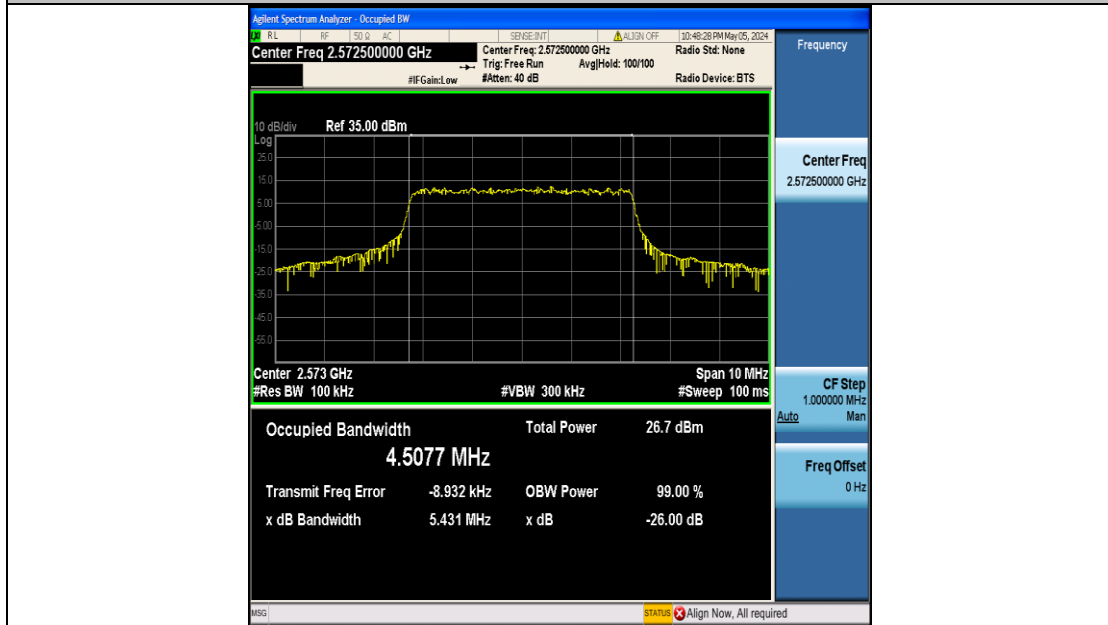 Agilent Spectrum Analyzer - Occupied BW
RL RF 50 Ω AC SENSE:INT ALIGN OFF 10:48:28 PM May 05, 2024
Center Freq 2.572500000 GHz
Center Freq: 2.572500000 GHz Radio Std: None
Trig: Free Run Avg|Hold: 100/100
#IFGain:Low #Atten: 40 dB Radio Device: BTS
Frequency
10 dB/div Ref 35.00 dBm
Log
25.0
15.0
5.00
-5.00
-15.0
-25.0
-35.0
-45.0
-55.0
Center 2.573 GHz Span 10 MHz
#Res BW 100 kHz #VBW 300 kHz #Sweep 100 ms
Occupied Bandwidth Total Power 26.7 dBm
4.5077 MHz
Transmit Freq Error -8.932 kHz OBW Power 99.00 %
x dB Bandwidth 5.431 MHz x dB -26.00 dB
Center Freq
2.572500000 GHz
CF Step
1.000000 MHz
Auto Man
Freq Offset
0 Hz
MSG STATUS Align Now, All required